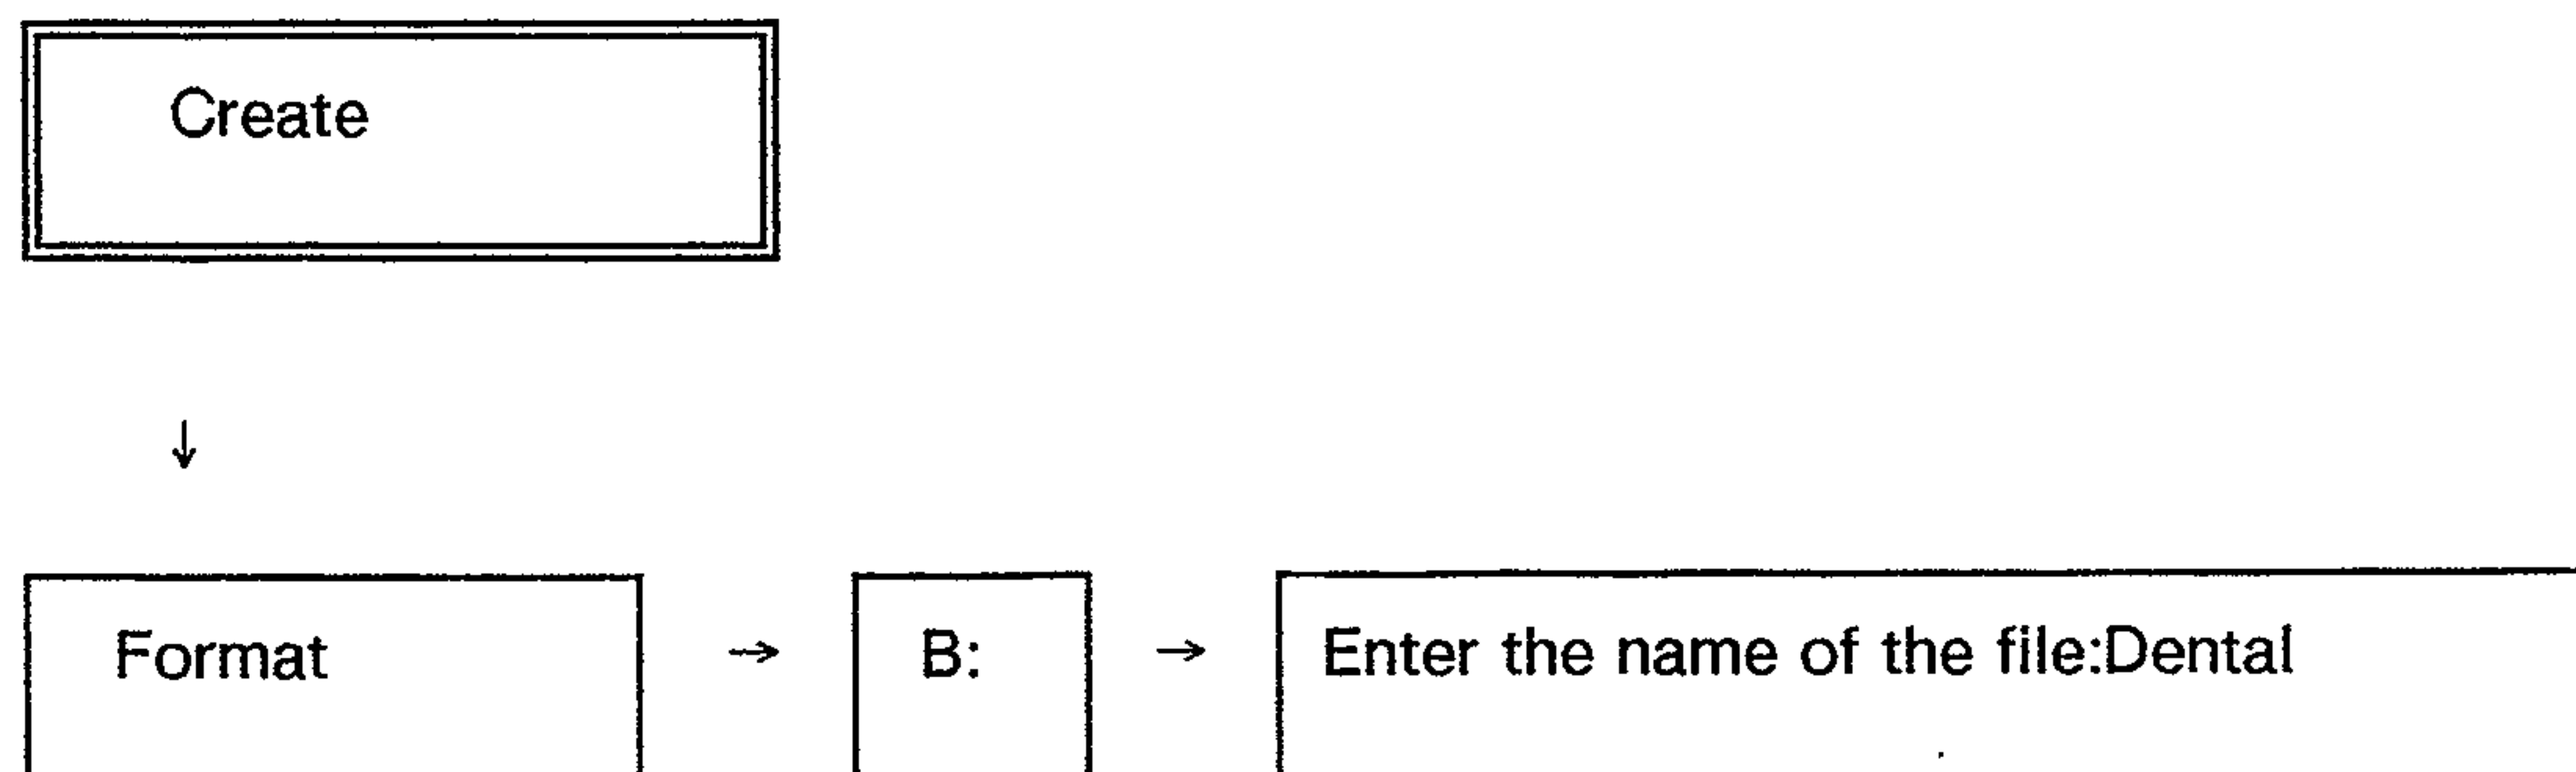 Create
↓
Format → B: → Enter the name of the file:Dental